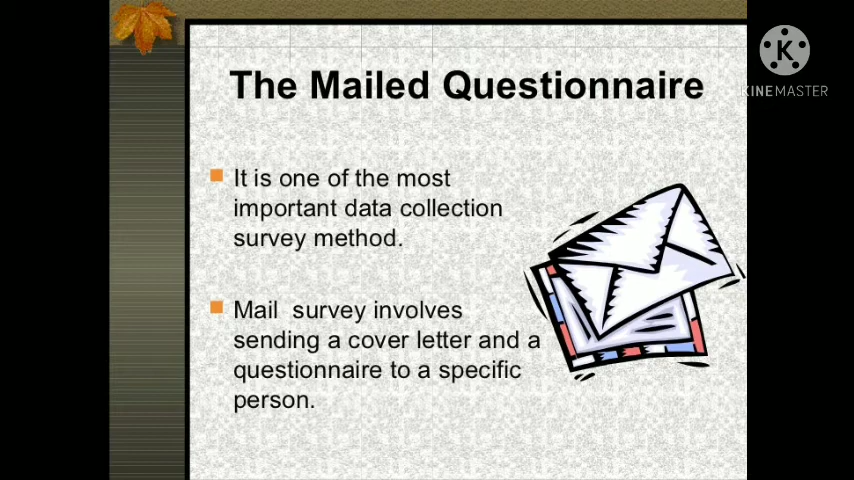 The Mailed Questionnaire
It is one of the most
important data collection
survey method.
Mail survey involves
sending a cover letter and a
questionnaire to a specific
person.
K
KINEMASTER